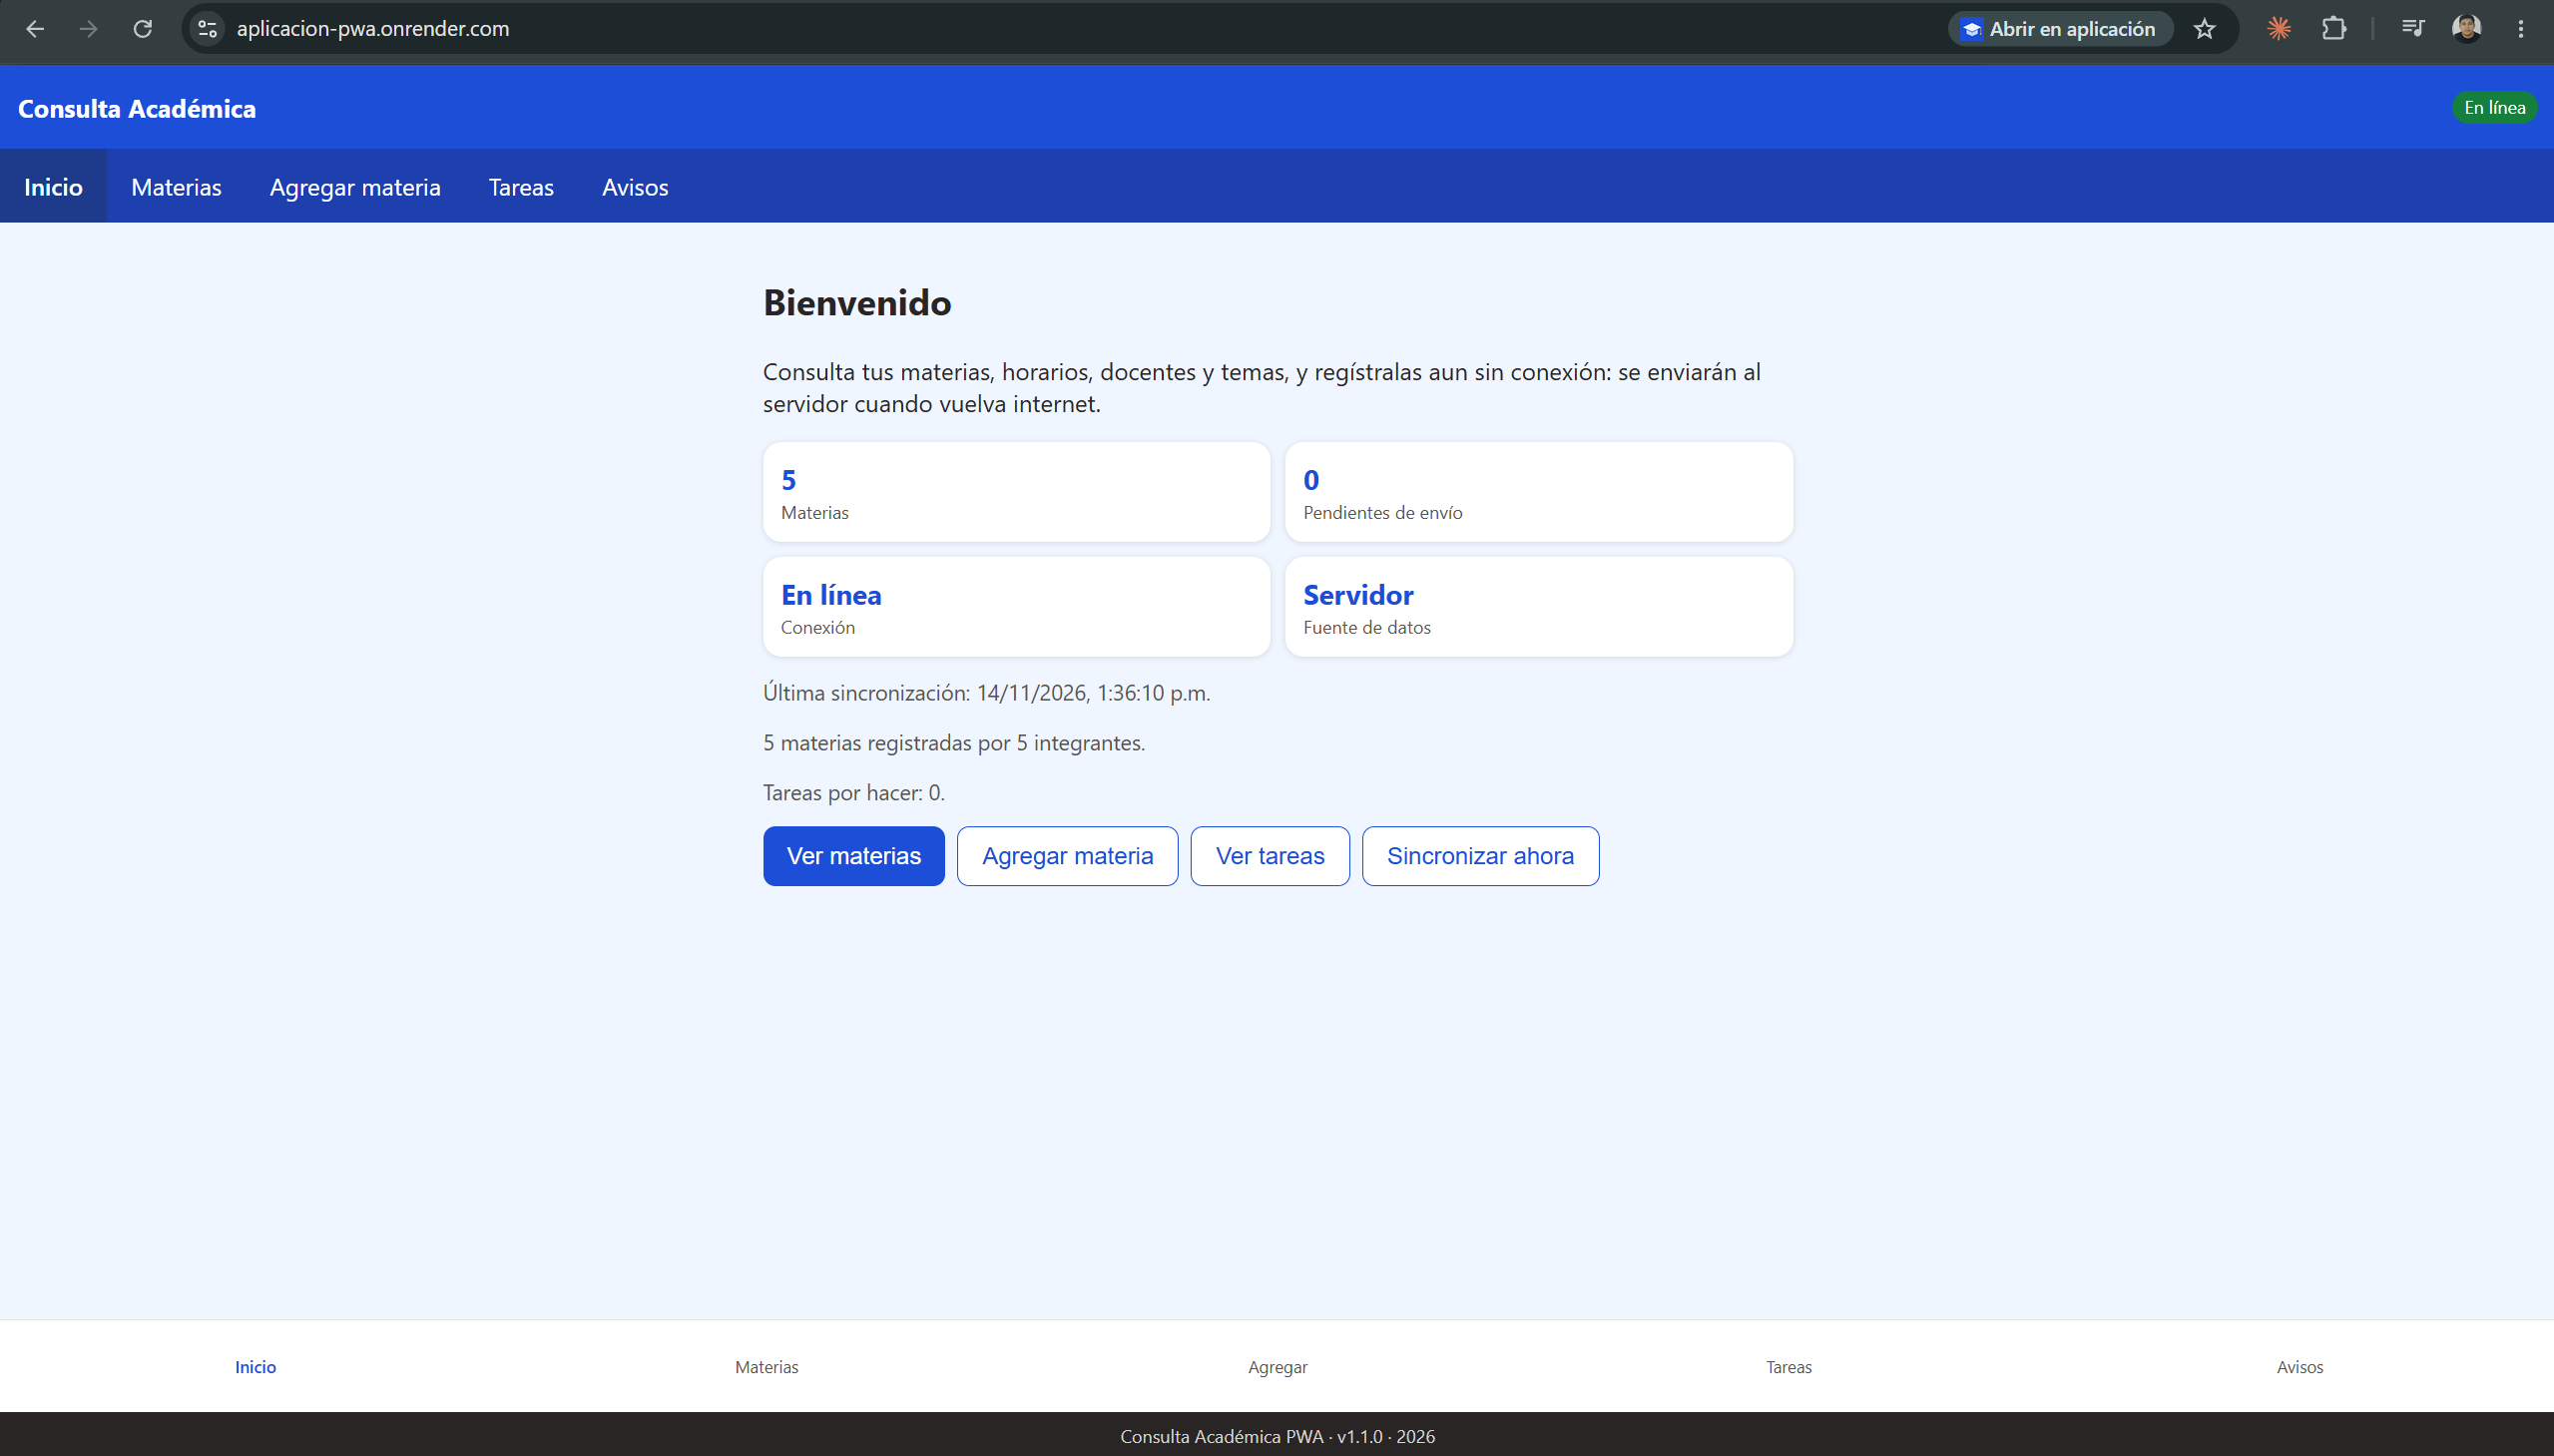 aplicacion-pwa.onrender.com
Abrir en aplicación
Consulta Académica
En línea
Inicio
Materias
Agregar materia
Tareas
Avisos
Bienvenido
Consulta tus materias, horarios, docentes y temas, y regístralas aun sin conexión: se enviarán al
servidor cuando vuelva internet.
5
Materias
0
Pendientes de envío
En línea
Conexión
Servidor
Fuente de datos
Última sincronización: 14/11/2026, 1:36:10 p.m.
5 materias registradas por 5 integrantes.
Tareas por hacer: 0.
Ver materias
Agregar materia
Ver tareas
Sincronizar ahora
Inicio
Materias
Agregar
Tareas
Avisos
Consulta Académica PWA · v1.1.0 · 2026